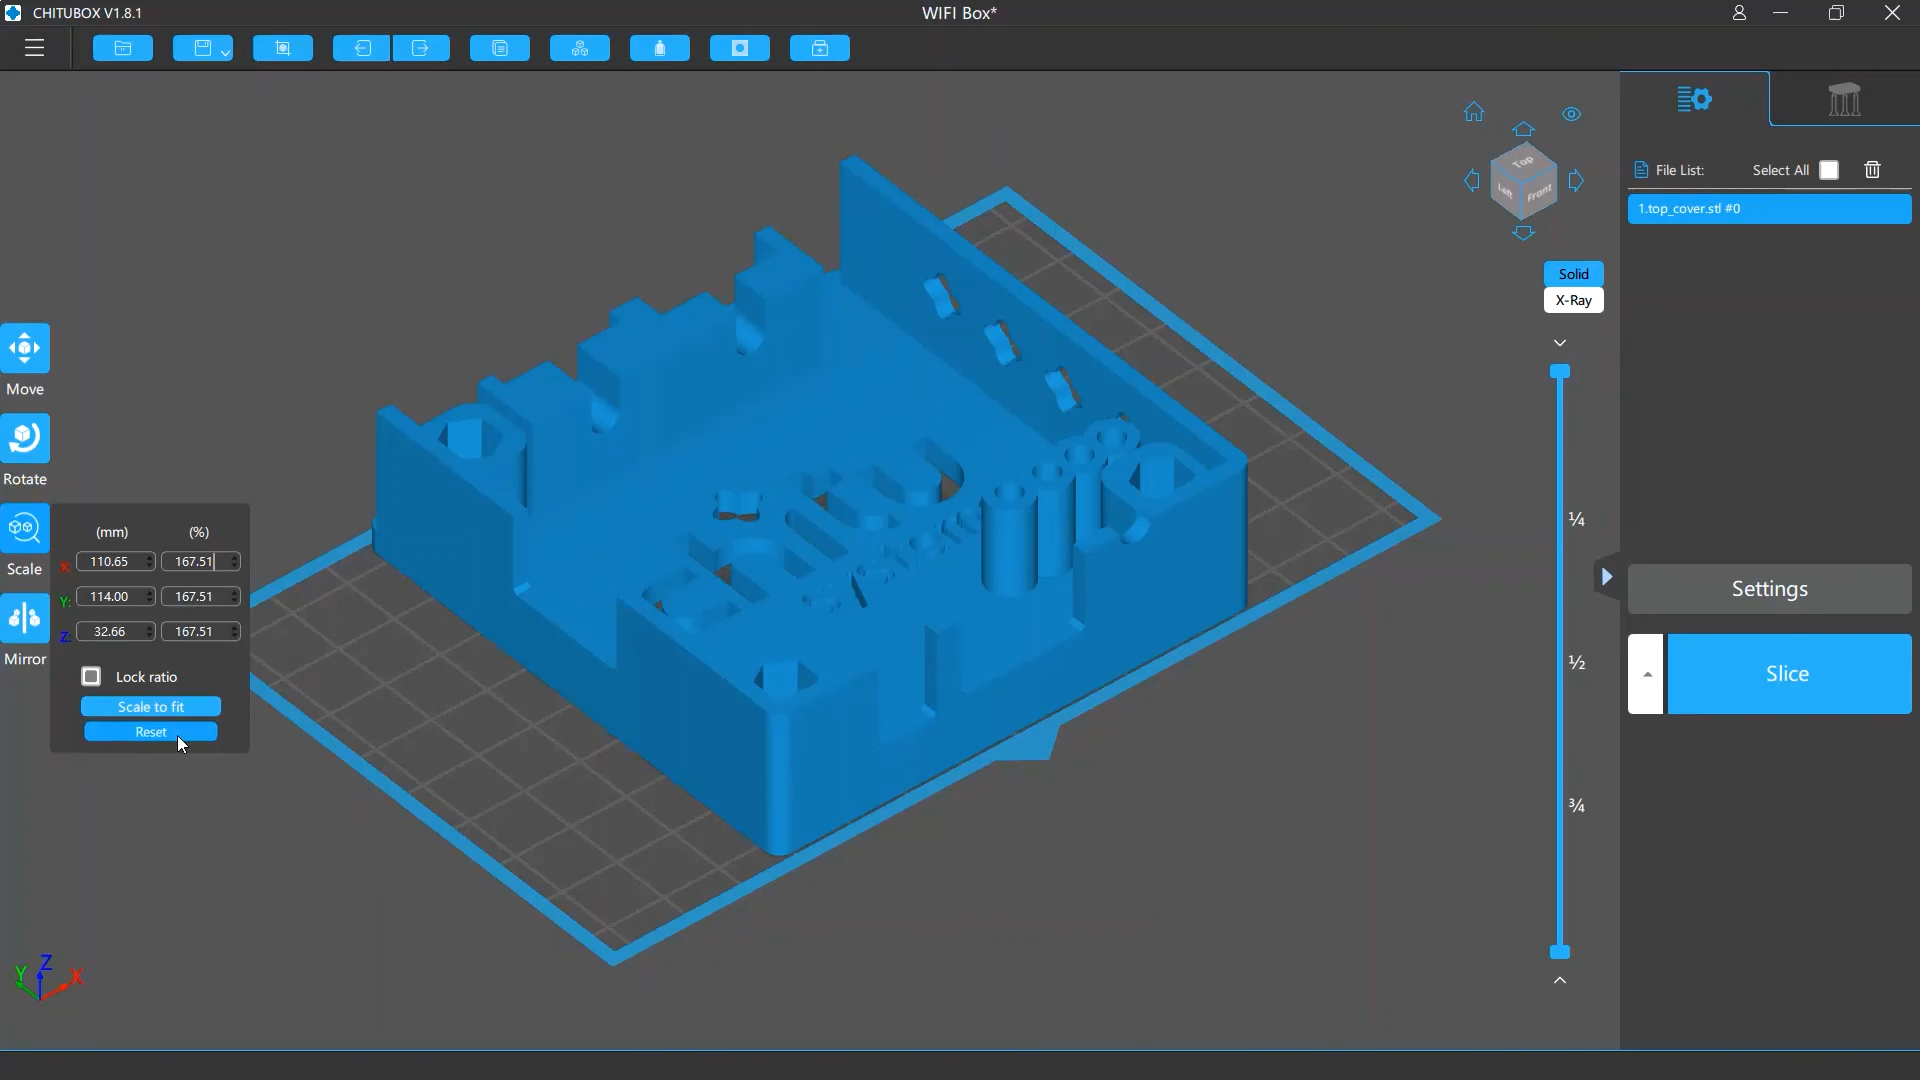 CHITUBOX V1.8.1
WIFI Box*
File List:
Select All
1.top_cover.stl #0
Top
Left
Front
Solid
X-Ray
Move
Rotate
Scale
Mirror
(mm) (%)
X: 110.65 167.51
Y: 114.00 167.51
Z: 32.66 167.51
Lock ratio
Scale to fit
Reset
¼
½
¾
Settings
Slice
Z
Y
X